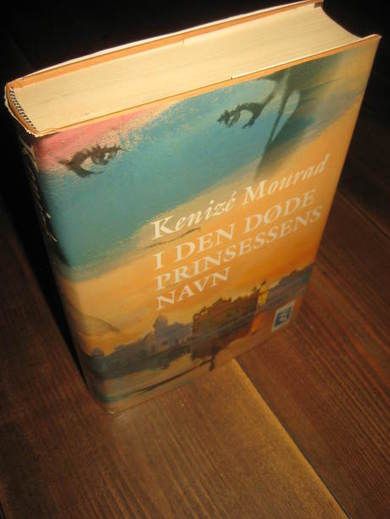 Kenizé Mourad
I DEN DØDE
PRINSESSENS
NAVN